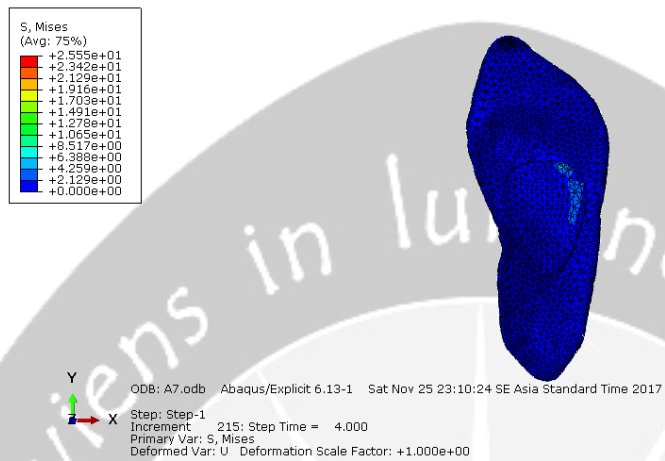 S, Mises
(Avg: 75%)
+2.555e+01
+2.342e+01
+2.129e+01
+1.916e+01
+1.703e+01
+1.491e+01
+1.278e+01
+1.065e+01
+8.517e+00
+6.388e+00
+4.259e+00
+2.129e+00
+0.000e+00
viens in lu
Y
Z
X
ODB: A7.odb Abaqus/Explicit 6.13-1 Sat Nov 25 23:10:24 SE Asia Standard Time 2017
Step: Step-1
Increment 215: Step Time = 4.000
Primary Var: S, Mises
Deformed Var: U Deformation Scale Factor: +1.000e+00